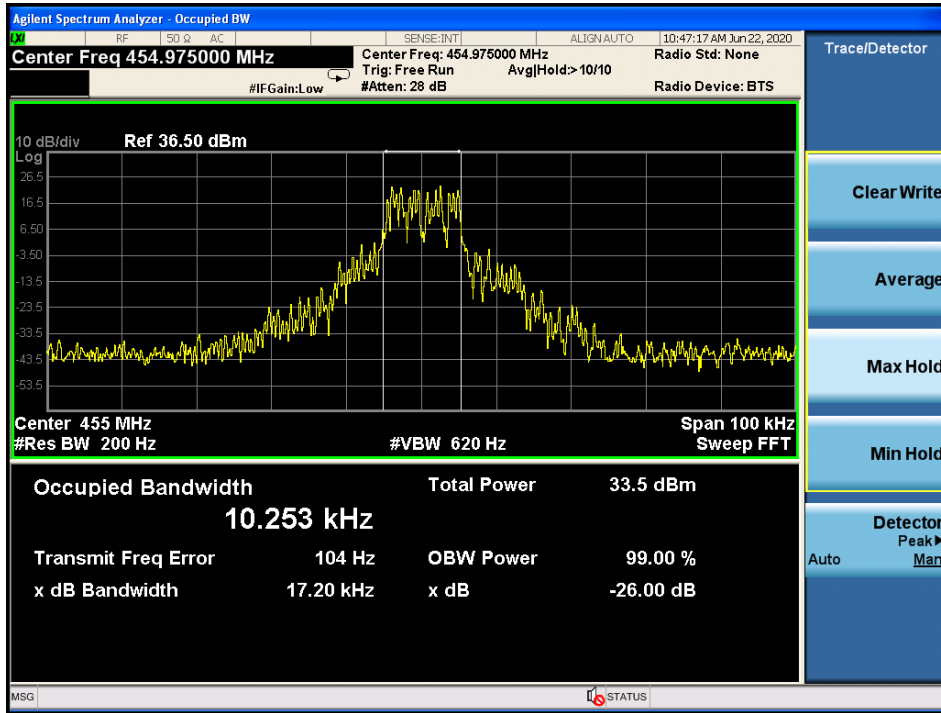 Agilent Spectrum Analyzer - Occupied BW
LXI RF 50 Ω AC SENSE:INT ALIGN AUTO 10:47:17 AM Jun 22, 2020
Center Freq 454.975000 MHz Center Freq: 454.975000 MHz Radio Std: None
Trig: Free Run Avg|Hold:> 10/10
#IFGain:Low #Atten: 28 dB Radio Device: BTS
Trace/Detector
10 dB/div Ref 36.50 dBm
Log
26.5
16.5
6.50
-3.50
-13.5
-23.5
-33.5
-43.5
-53.5
Center 455 MHz Span 100 kHz
#Res BW 200 Hz #VBW 620 Hz Sweep FFT
Occupied Bandwidth Total Power 33.5 dBm
10.253 kHz
Transmit Freq Error 104 Hz OBW Power 99.00 %
x dB Bandwidth 17.20 kHz x dB -26.00 dB
Clear Write
Average
Max Hold
Min Hold
Detector
Peak▶
Auto Man
MSG STATUS